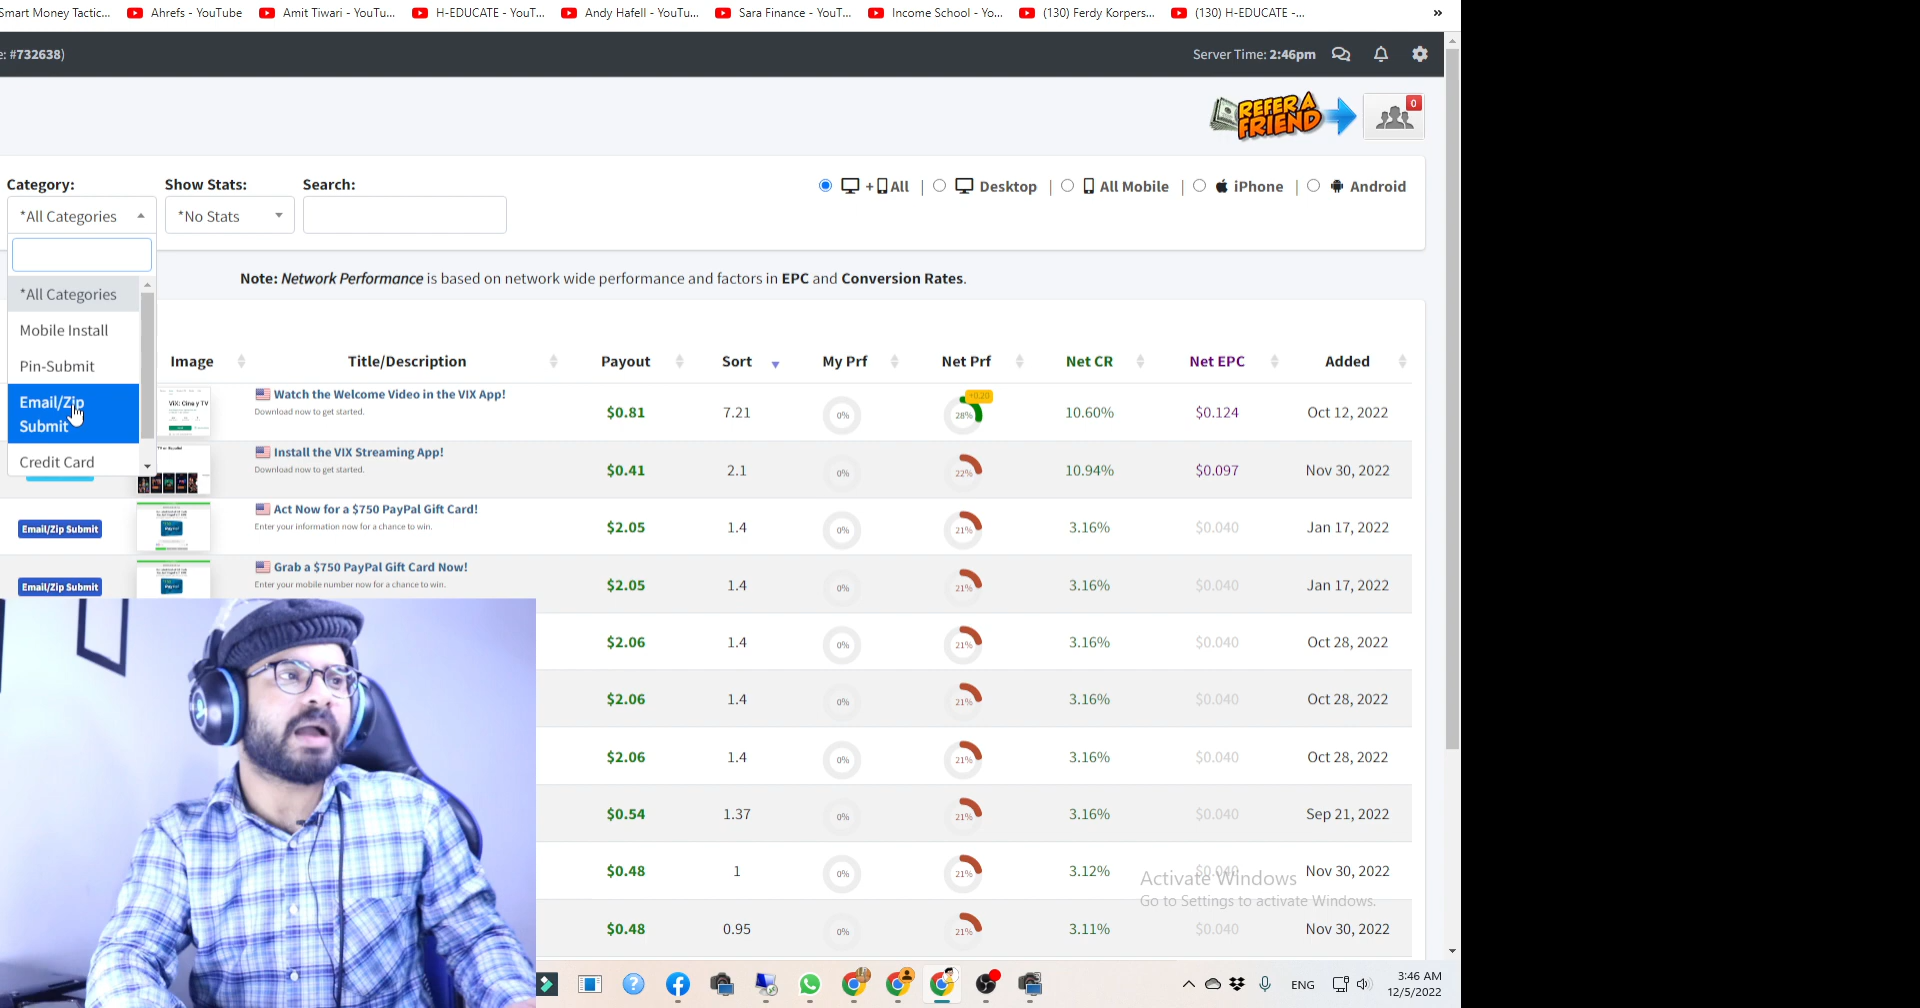 Smart Money Tactic...
Ahrefs - YouTube
Amit Tiwari - YouTu...
H-EDUCATE - YouT...
Andy Hafell - YouTu...
Sara Finance - YouT...
Income School - Yo...
(130) Ferdy Korpers...
(130) H-EDUCATE -...
»
e: #732638)
Server Time: 2:46pm
REFER A
FRIEND
0
Category:
Show Stats:
Search:
+ All | Desktop | All Mobile | iPhone | Android
*All Categories
*No Stats
*All Categories
Mobile Install
Pin-Submit
Email/Zip
Submit
Credit Card
Note: Network Performance is based on network wide performance and factors in EPC and Conversion Rates.
Image Title/Description Payout Sort My Prf Net Prf Net CR Net EPC Added
ViX: Cine y TV
Watch the Welcome Video in the VIX App!
Download now to get started.
$0.81 7.21 0% 28% +0.20 10.60% $0.124 Oct 12, 2022
Install the VIX Streaming App!
Download now to get started.
$0.41 2.1 0% 22% 10.94% $0.097 Nov 30, 2022
Email/Zip Submit
Act Now for a $750 PayPal Gift Card!
Enter your information now for a chance to win.
$2.05 1.4 0% 21% 3.16% $0.040 Jan 17, 2022
Email/Zip Submit
Grab a $750 PayPal Gift Card Now!
Enter your mobile number now for a chance to win.
$2.05 1.4 0% 21% 3.16% $0.040 Jan 17, 2022
$2.06 1.4 0% 21% 3.16% $0.040 Oct 28, 2022
$2.06 1.4 0% 21% 3.16% $0.040 Oct 28, 2022
$2.06 1.4 0% 21% 3.16% $0.040 Oct 28, 2022
$0.54 1.37 0% 21% 3.16% $0.040 Sep 21, 2022
$0.48 1 0% 21% 3.12% $0.040 Nov 30, 2022
$0.48 0.95 0% 21% 3.11% $0.040 Nov 30, 2022
Activate Windows
Go to Settings to activate Windows.
ENG
3:46 AM
12/5/2022